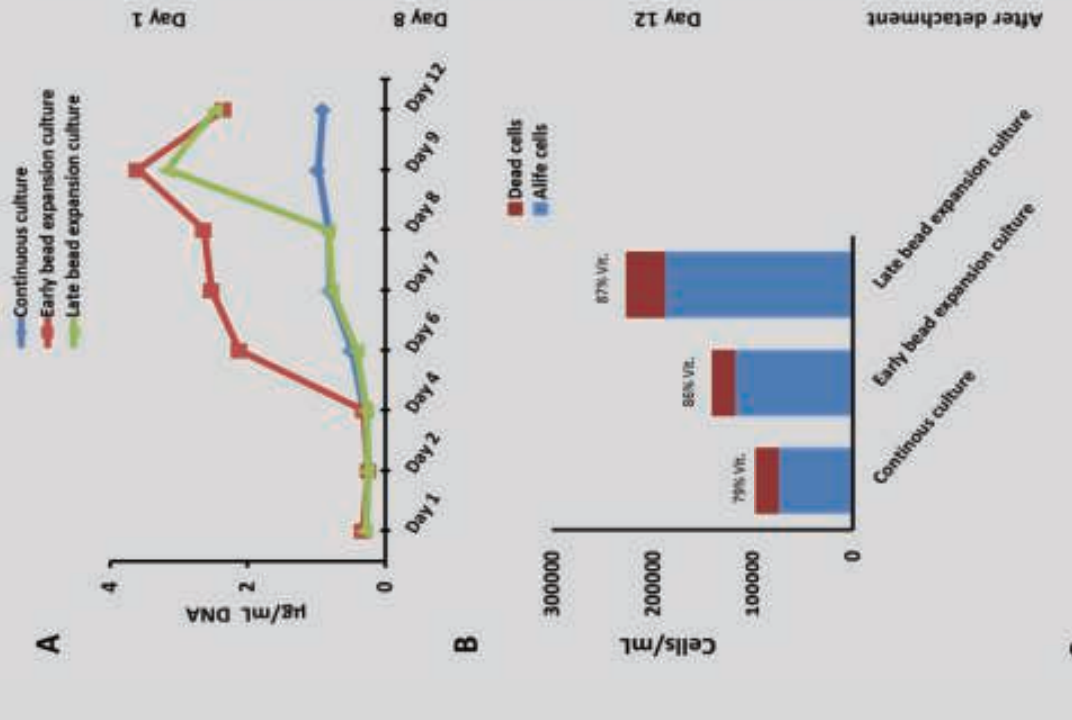 A
Continuous culture
Early bead expansion culture
Late bead expansion culture
µg/mL DNA
4
2
0
Day 1
Day 2
Day 4
Day 6
Day 7
Day 8
Day 9
Day 12
B
Dead cells
Alife cells
Cells/mL
300000
200000
100000
0
79% Vit.
86% Vit.
87% Vit.
Continous culture
Early bead expansion culture
Late bead expansion culture
Day 1
Day 8
Day 12
After detachment